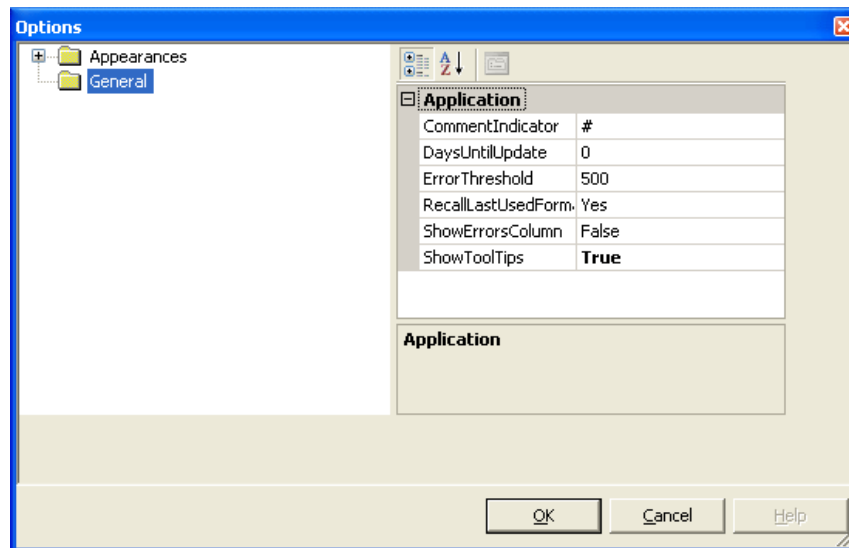 Options
Appearances
General
A
Z
Application
CommentIndicator #
DaysUntilUpdate 0
ErrorThreshold 500
RecallLastUsedForm Yes
ShowErrorsColumn False
ShowToolTips True
Application
OK Cancel Help